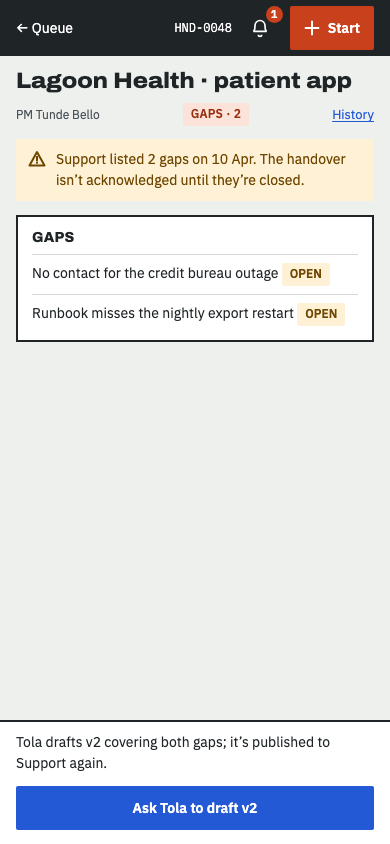 ← Queue
HND-0048
1
Start
Lagoon Health · patient app
PM Tunde Bello
GAPS · 2
History
Support listed 2 gaps on 10 Apr. The handover
isn’t acknowledged until they’re closed.
GAPS
No contact for the credit bureau outage OPEN
Runbook misses the nightly export restart OPEN
Tola drafts v2 covering both gaps; it’s published to
Support again.
Ask Tola to draft v2